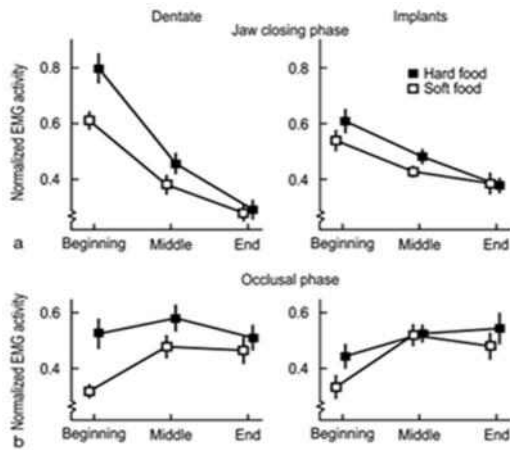 Dentate Implants
Jaw closing phase
Normalized EMG activity
0.8
0.6
0.4
0.8
0.6
0.4
Hard food
Soft food
a
Beginning Middle End
Beginning Middle End
Occlusal phase
Normalized EMG activity
0.6
0.4
0.6
0.4
b
Beginning Middle End
Beginning Middle End